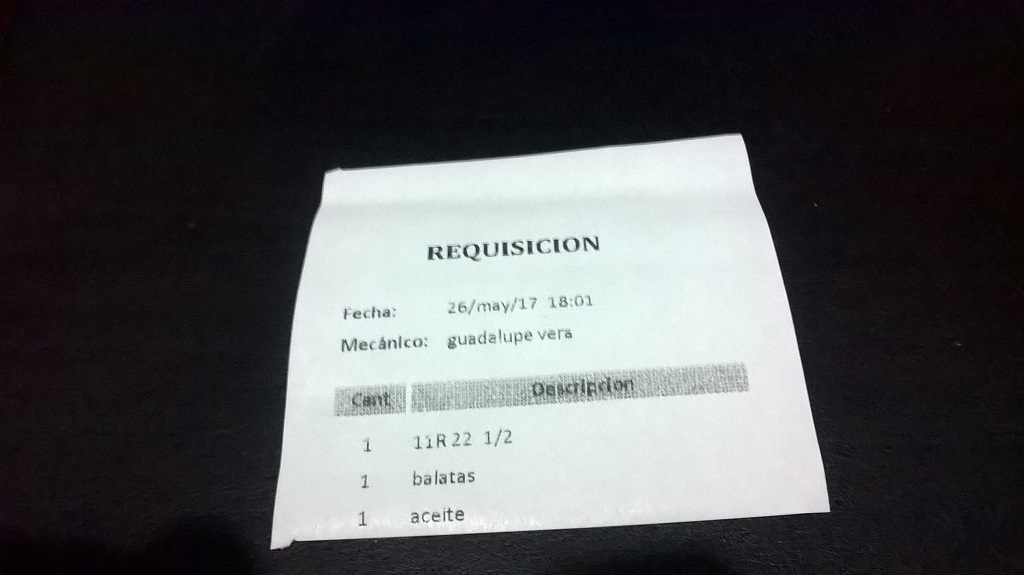 REQUISICION
Fecha: 26/may/17 18:01
Mecánico: guadalupe vera
Cant Descripcion
1 11R 22 1/2
1 balatas
1 aceite